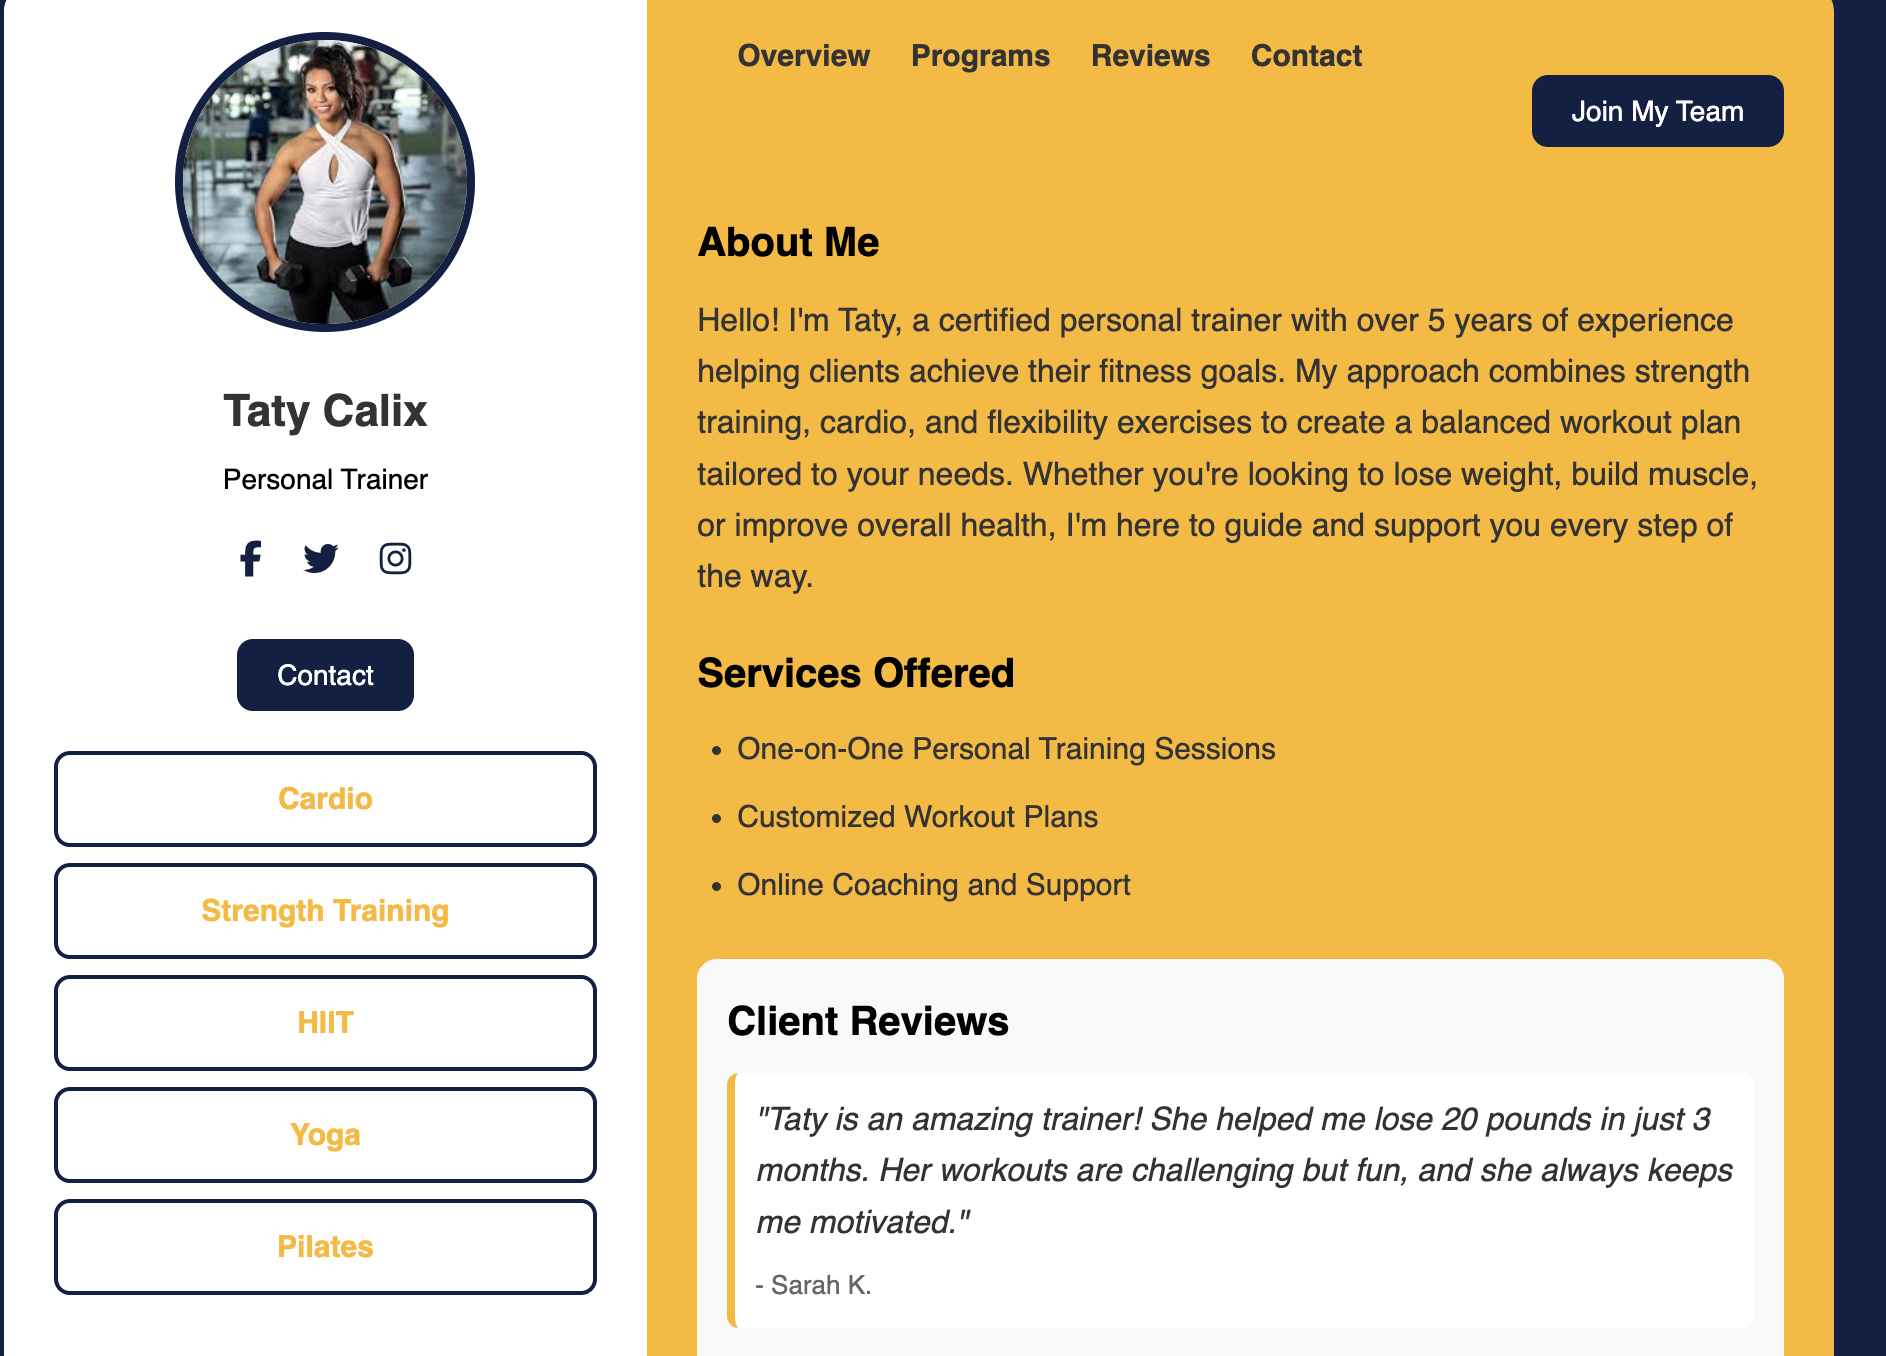 Taty Calix
Personal Trainer
Contact
Cardio
Strength Training
HIIT
Yoga
Pilates
Overview Programs Reviews Contact
Join My Team
About Me
Hello! I'm Taty, a certified personal trainer with over 5 years of experience
helping clients achieve their fitness goals. My approach combines strength
training, cardio, and flexibility exercises to create a balanced workout plan
tailored to your needs. Whether you're looking to lose weight, build muscle,
or improve overall health, I'm here to guide and support you every step of
the way.
Services Offered
• One-on-One Personal Training Sessions
• Customized Workout Plans
• Online Coaching and Support
Client Reviews
"Taty is an amazing trainer! She helped me lose 20 pounds in just 3
months. Her workouts are challenging but fun, and she always keeps
me motivated."
- Sarah K.